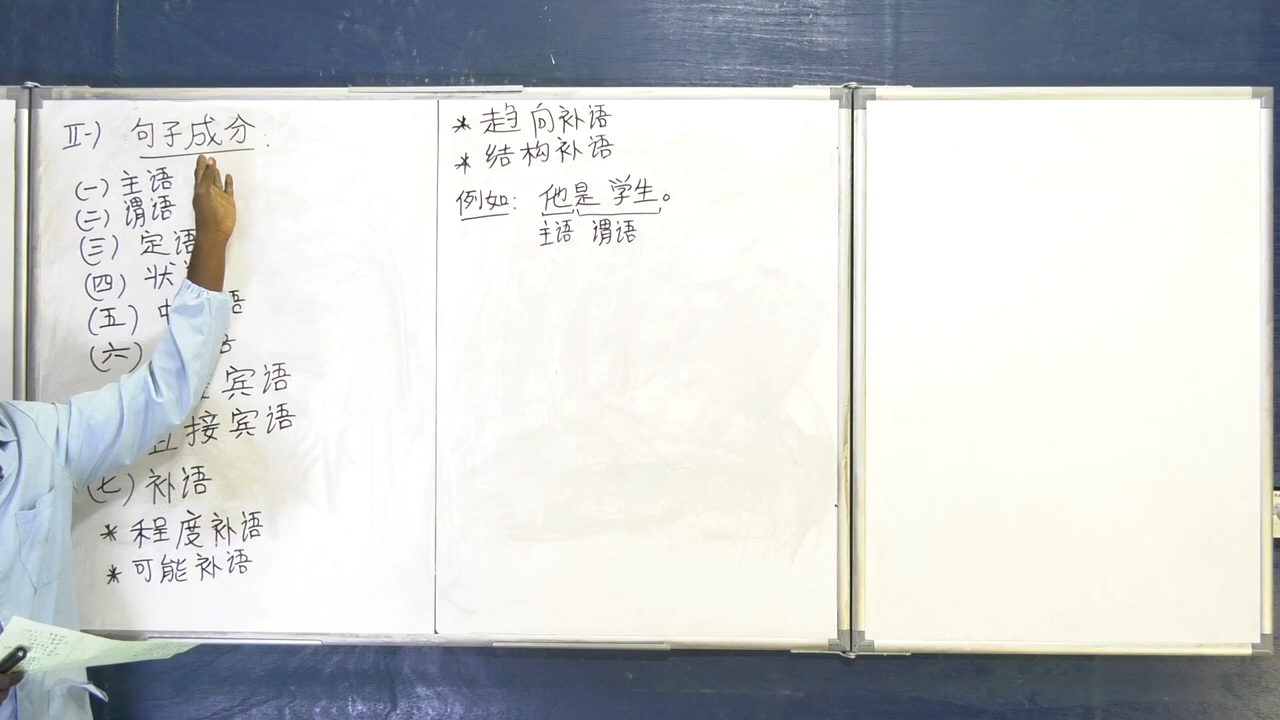 II-) 句子成分:
(一) 主语
(二) 谓语
(三) 定语
(四) 状
(五) 语
(六)
宾语
接宾语
(七) 补语
* 程度补语
* 可能补语
* 趋向补语
* 结构补语
例如: 他是学生。
主语 谓语